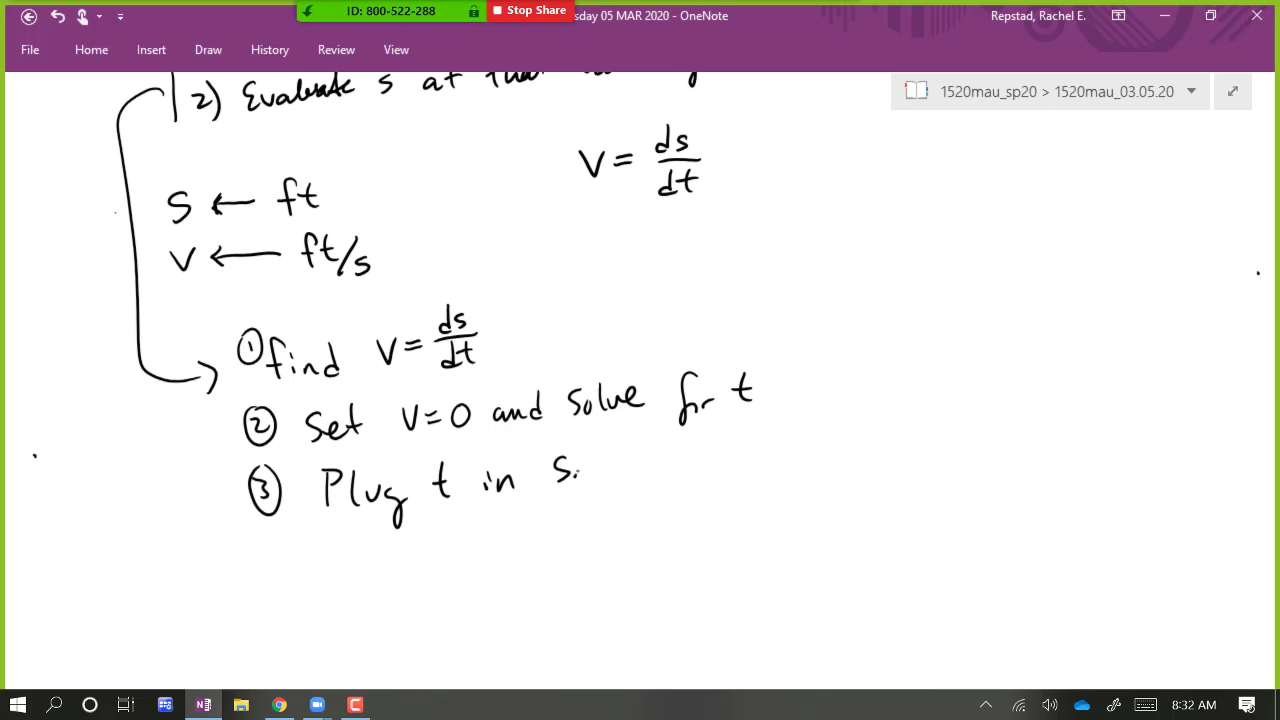 ID: 800-522-288
Stop Share
sday 05 MAR 2020 - OneNote
Repstad, Rachel E.
File Home Insert Draw History Review View
1520mau_sp20 > 1520mau_03.05.20
2) Evaluate s at that
V = ds/dt
S ← ft
V ← ft/s
① find V = ds/dt
② Set V=0 and solve for t
③ Plug t in S.
8:32 AM